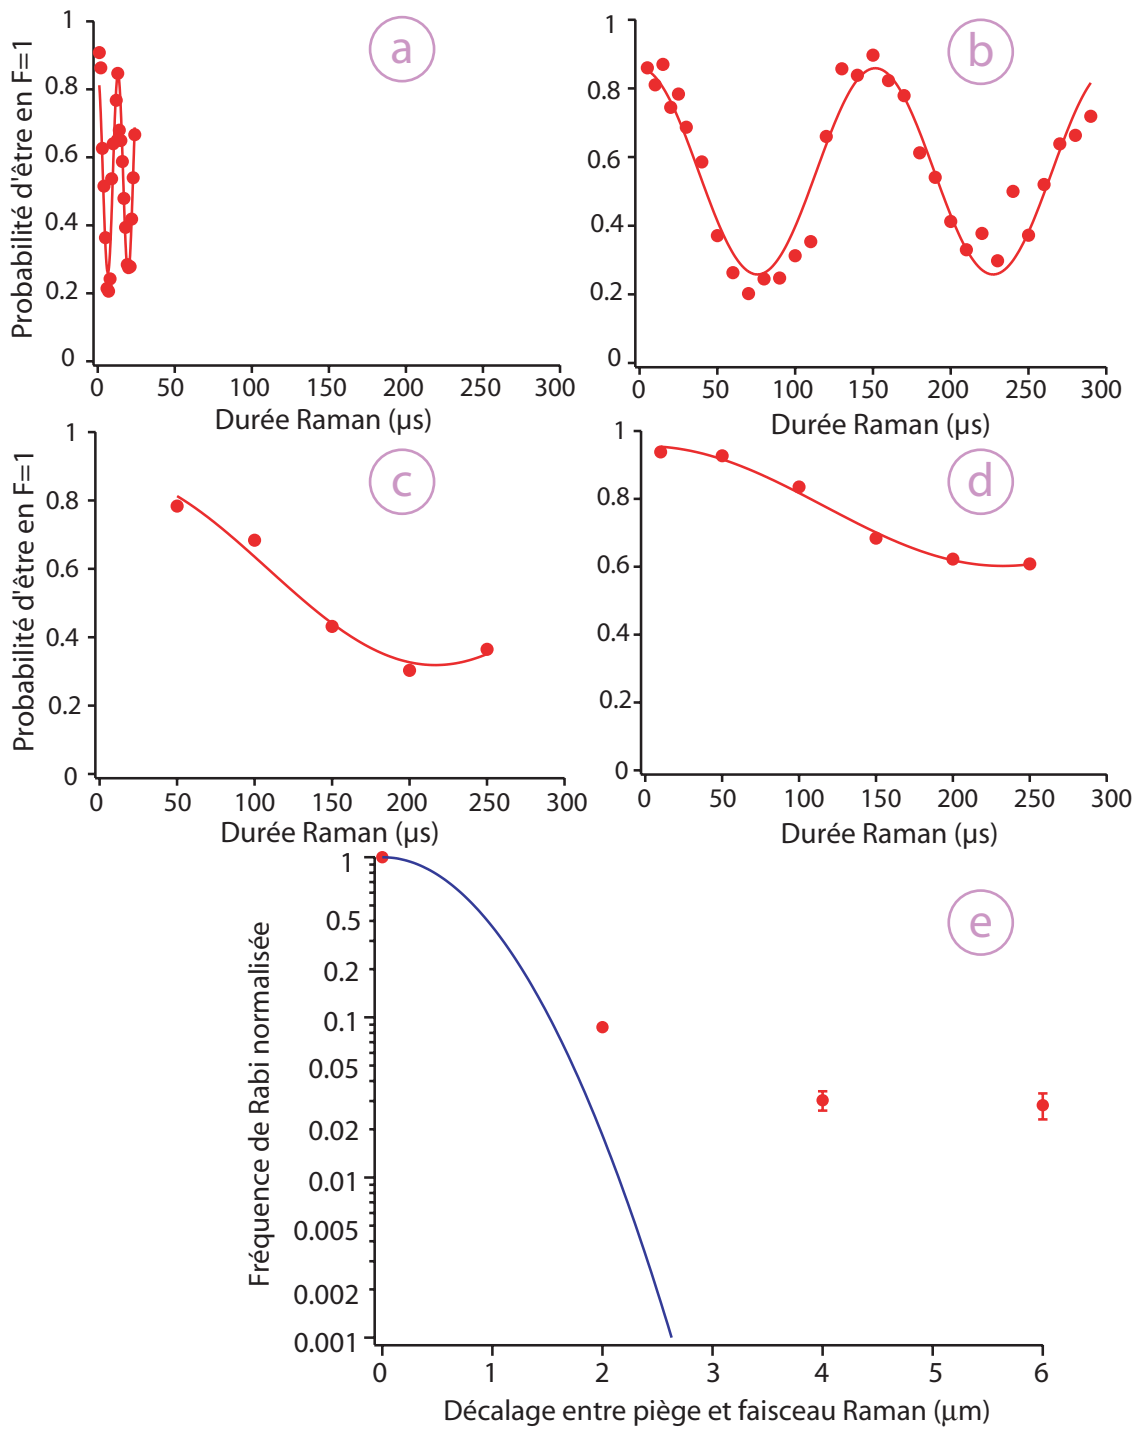 a
Probabilité d'être en F=1
1
0.8
0.6
0.4
0.2
0
0 50 100 150 200 250 300
Durée Raman (µs)
b
1
0.8
0.6
0.4
0.2
0
0 50 100 150 200 250 300
Durée Raman (µs)
c
Probabilité d'être en F=1
1
0.8
0.6
0.4
0.2
0
0 50 100 150 200 250 300
Durée Raman (µs)
d
1
0.8
0.6
0.4
0.2
0
0 50 100 150 200 250 300
Durée Raman (µs)
e
Fréquence de Rabi normalisée
1
0.5
0.2
0.1
0.05
0.02
0.01
0.005
0.002
0.001
0 1 2 3 4 5 6
Décalage entre piège et faisceau Raman (µm)